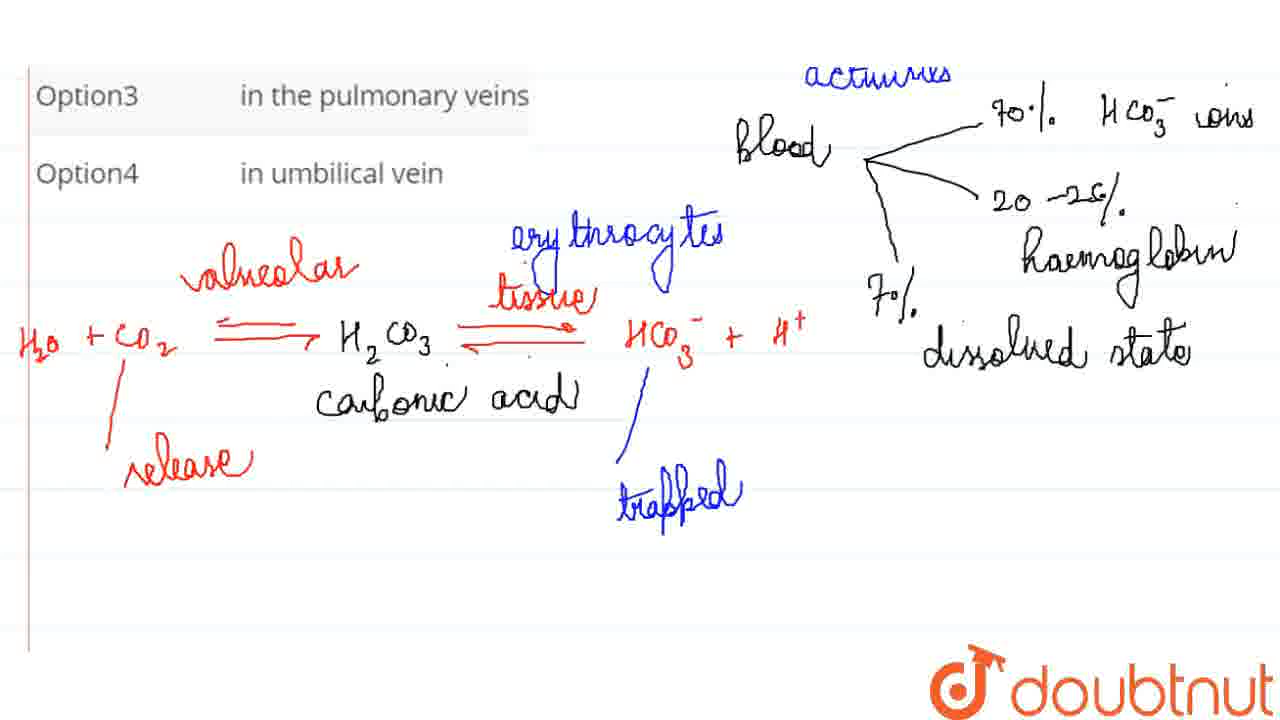 Option3 in the pulmonary veins
Option4 in umbilical vein
Blood
70% HCO3- ions
20-25%
haemoglobin
7%
dissolved state
erythrocytes
alveolar
tissue
H2O + CO2 ⇌ H2CO3 ⇌ HCO3- + H+
carbonic acid
release
trapped
doubtnut